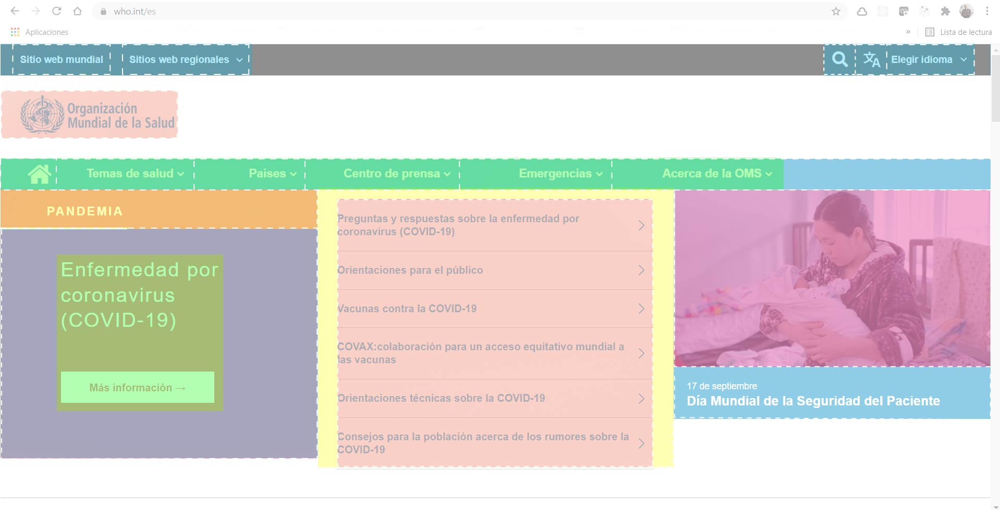 who.int/es
Aplicaciones
»
Lista de lectura
Sitio web mundial
Sitios web regionales
文A
Elegir idioma
Organización
Mundial de la Salud
Temas de salud
Países
Centro de prensa
Emergencias
Acerca de la OMS
PANDEMIA
Enfermedad por
coronavirus
(COVID-19)
Más información →
Preguntas y respuestas sobre la enfermedad por
coronavirus (COVID-19)
Orientaciones para el público
Vacunas contra la COVID-19
COVAX:colaboración para un acceso equitativo mundial a
las vacunas
Orientaciones técnicas sobre la COVID-19
Consejos para la población acerca de los rumores sobre la
COVID-19
17 de septiembre
Día Mundial de la Seguridad del Paciente